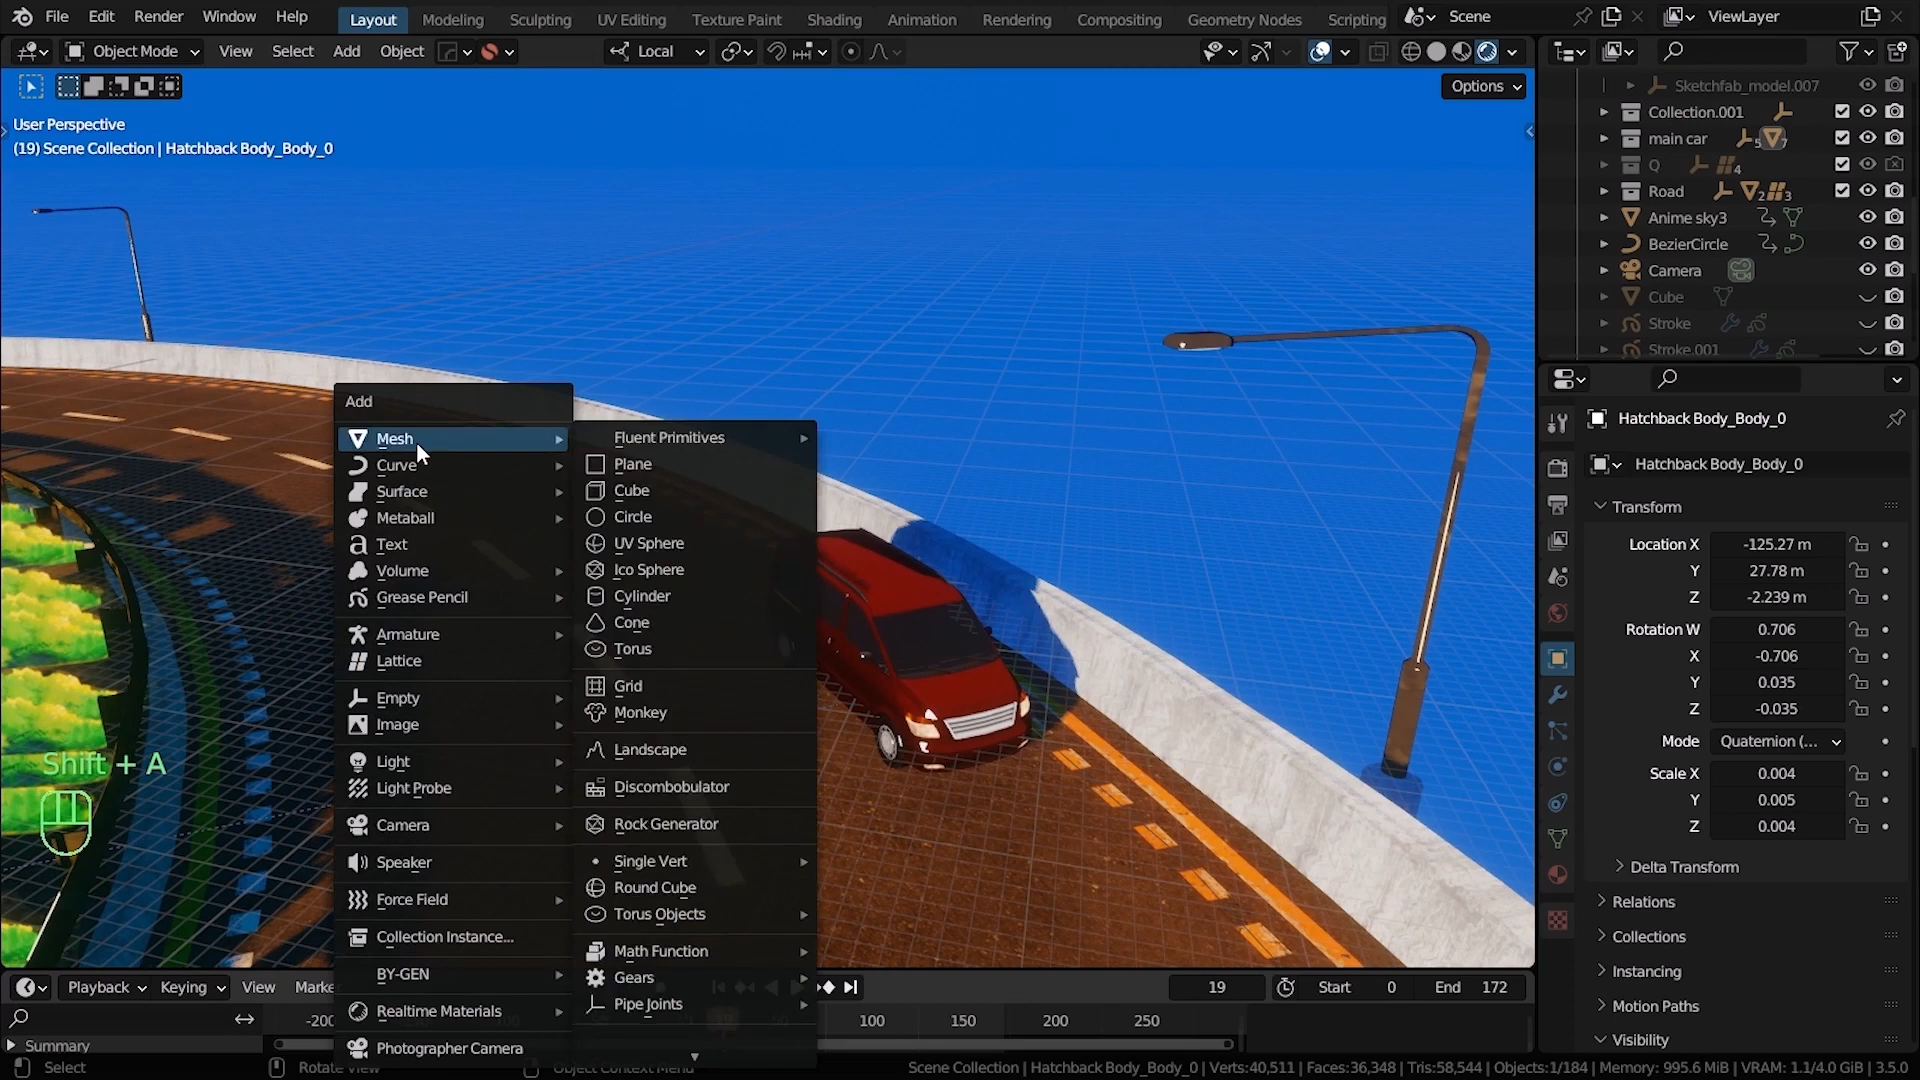 File Edit Render Window Help Layout Modeling Sculpting UV Editing Texture Paint Shading Animation Rendering Compositing Geometry Nodes Scripting Scene ViewLayer
Object Mode View Select Add Object Local
Options
User Perspective
(19) Scene Collection | Hatchback Body_Body_0
Add
Mesh
Curve
Surface
Metaball
Text
Volume
Grease Pencil
Armature
Lattice
Empty
Image
Light
Light Probe
Camera
Speaker
Force Field
Collection Instance...
BY-GEN
Realtime Materials
Photographer Camera
Fluent Primitives
Plane
Cube
Circle
UV Sphere
Ico Sphere
Cylinder
Cone
Torus
Grid
Monkey
Landscape
Discombobulator
Rock Generator
Single Vert
Round Cube
Torus Objects
Math Function
Gears
Pipe Joints
Shift + A
Sketchfab_model.007
Collection.001
main car 5 7
Q 4
Road 2 3
Anime sky3
BezierCircle
Camera
Cube
Stroke
Stroke.001
Hatchback Body_Body_0
Hatchback Body_Body_0
Transform
Location X -125.27 m
Y 27.78 m
Z -2.239 m
Rotation W 0.706
X -0.706
Y 0.035
Z -0.035
Mode Quaternion (...
Scale X 0.004
Y 0.005
Z 0.004
Delta Transform
Relations
Collections
Instancing
Motion Paths
Visibility
Playback Keying View Marke 19 Start 0 End 172
-200 100 150 200 250
Summary
Select Rotate View Object Context Menu Scene Collection | Hatchback Body_Body_0 | Verts:40,511 | Faces:36,348 | Tris:58,544 | Objects:1/184 | Memory: 995.6 MiB | VRAM: 1.1/4.0 GiB | 3.5.0